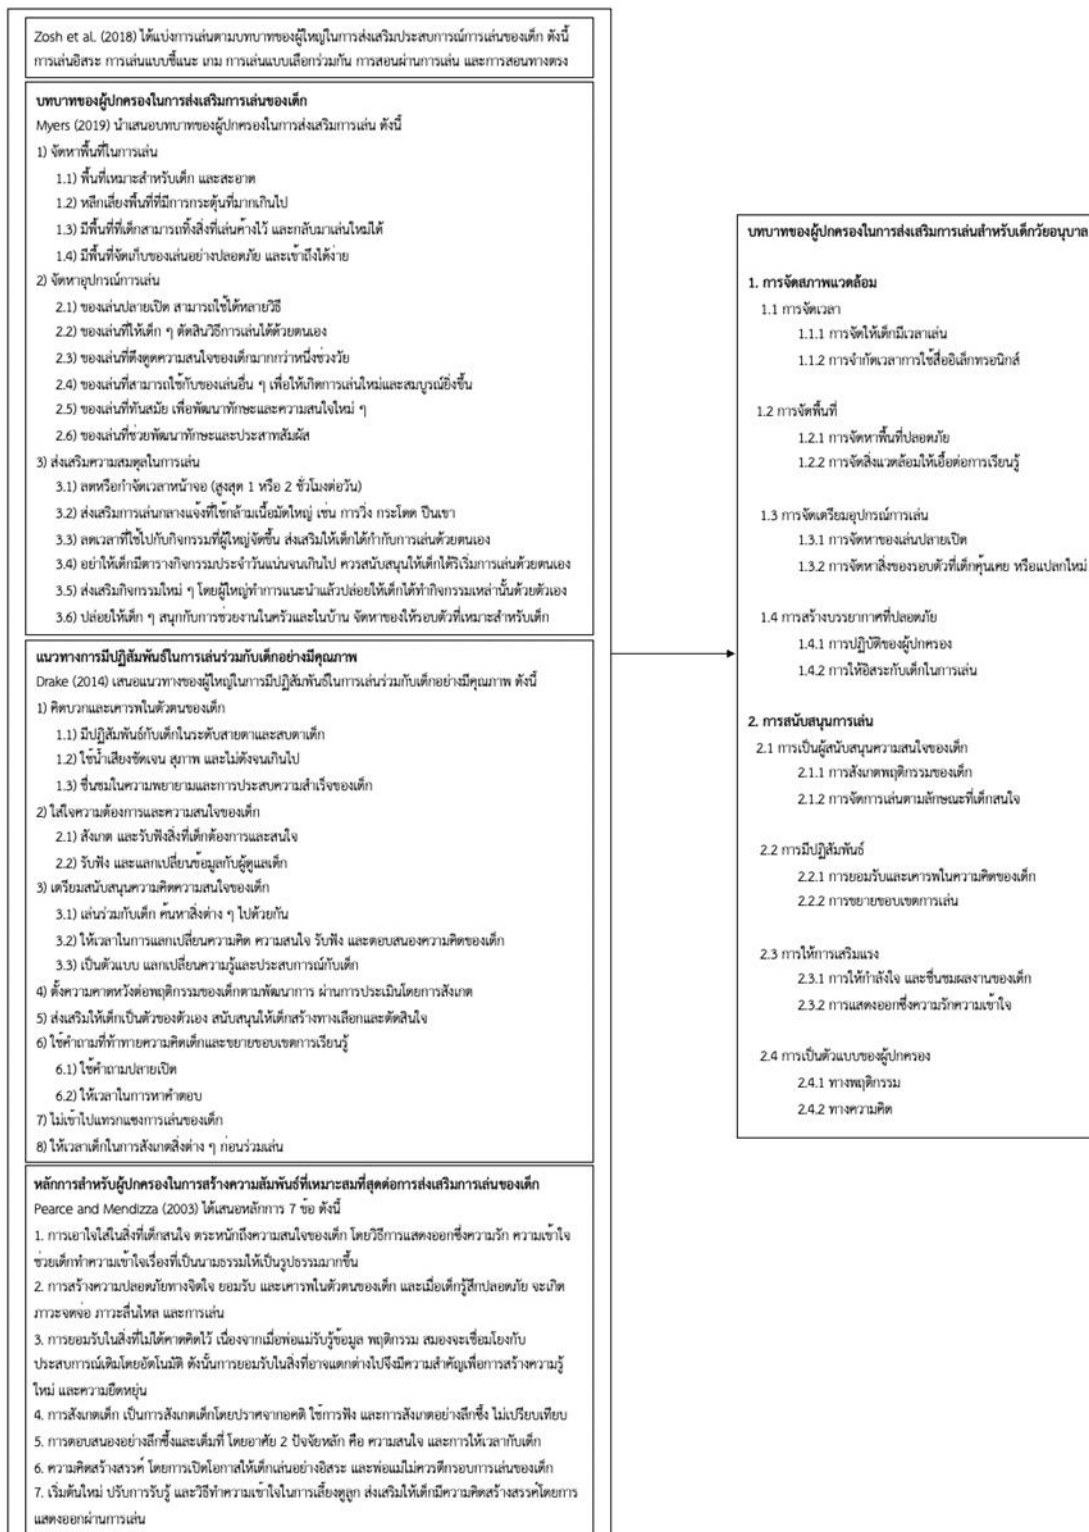 Zosh et al. (2018) ได้แบ่งการเล่นตามบทบาทของผู้ใหญ่ในการส่งเสริมประสบการณ์การเล่นของเด็ก ดังนี้
การเล่นอิสระ การเล่นแบบชี้แนะ เกม การเล่นแบบเลือกร่วมกัน การสอนผ่านการเล่น และการสอนทางตรง
บทบาทของผู้ปกครองในการส่งเสริมการเล่นของเด็ก
Myers (2019) นำเสนอบทบาทของผู้ปกครองในการส่งเสริมการเล่น ดังนี้
1) จัดหาพื้นที่ในการเล่น
1.1) พื้นที่เหมาะสำหรับเด็ก และสะอาด
1.2) หลีกเลี่ยงพื้นที่ที่มีการกระตุ้นที่มากเกินไป
1.3) มีพื้นที่ที่เด็กสามารถทิ้งสิ่งที่เล่นค้างไว้ และกลับมาเล่นใหม่ได้
1.4) มีพื้นที่จัดเก็บของเล่นอย่างปลอดภัย และเข้าถึงได้ง่าย
2) จัดหาอุปกรณ์การเล่น
2.1) ของเล่นปลายเปิด สามารถใช้ได้หลายวิธี
2.2) ของเล่นที่ให้เด็ก ๆ ตัดสินวิธีการเล่นได้ด้วยตนเอง
2.3) ของเล่นที่ดึงดูดความสนใจของเด็กมากกว่าหนึ่งช่วงวัย
2.4) ของเล่นที่สามารถใช้กับของเล่นอื่น ๆ เพื่อให้เกิดการเล่นใหม่และสมบูรณ์ยิ่งขึ้น
2.5) ของเล่นที่ทันสมัย เพื่อพัฒนาทักษะและความสนใจใหม่ ๆ
2.6) ของเล่นที่ช่วยพัฒนาทักษะและประสาทสัมผัส
3) ส่งเสริมความสมดุลในการเล่น
3.1) ลดหรือกำจัดเวลาหน้าจอ (สูงสุด 1 หรือ 2 ชั่วโมงต่อวัน)
3.2) ส่งเสริมการเล่นกลางแจ้งที่ใช้กล้ามเนื้อมัดใหญ่ เช่น การวิ่ง กระโดด ปีนเขา
3.3) ลดเวลาที่ใช้ไปกับกิจกรรมที่ผู้ใหญ่จัดขึ้น ส่งเสริมให้เด็กได้กำกับการเล่นด้วยตนเอง
3.4) อย่าให้เด็กมีตารางกิจกรรมประจำวันแน่นจนเกินไป ควรสนับสนุนให้เด็กได้ริเริ่มการเล่นด้วยตนเอง
3.5) ส่งเสริมกิจกรรมใหม่ ๆ โดยผู้ใหญ่ทำการแนะนำแล้วปล่อยให้เด็กได้ทำกิจกรรมเหล่านั้นด้วยตัวเอง
3.6) ปล่อยให้เด็ก ๆ สนุกกับการช่วยงานในครัวและในบ้าน จัดหาของใช้รอบตัวที่เหมาะสำหรับเด็ก
แนวทางการมีปฏิสัมพันธ์ในการเล่นร่วมกับเด็กอย่างมีคุณภาพ
Drake (2014) เสนอแนวทางของผู้ใหญ่ในการมีปฏิสัมพันธ์ในการเล่นร่วมกับเด็กอย่างมีคุณภาพ ดังนี้
1) คิดบวกและเคารพในตัวตนของเด็ก
1.1) มีปฏิสัมพันธ์กับเด็กในระดับสายตาและสบตาเด็ก
1.2) ใช้น้ำเสียงชัดเจน สุภาพ และไม่ดังจนเกินไป
1.3) ชื่นชมในความพยายามและการประสบความสำเร็จของเด็ก
2) ใส่ใจความต้องการและความสนใจของเด็ก
2.1) สังเกต และรับฟังสิ่งที่เด็กต้องการและสนใจ
2.2) รับฟัง และแลกเปลี่ยนข้อมูลกับผู้ดูแลเด็ก
3) เตรียมสนับสนุนความคิดความสนใจของเด็ก
3.1) เล่นร่วมกับเด็ก ค้นหาสิ่งต่าง ๆ ไปด้วยกัน
3.2) ให้เวลาในการแลกเปลี่ยนความคิด ความสนใจ รับฟัง และตอบสนองความคิดของเด็ก
3.3) เป็นตัวแบบ แลกเปลี่ยนความรู้และประสบการณ์กับเด็ก
4) ตั้งความคาดหวังต่อพฤติกรรมของเด็กตามพัฒนาการ ผ่านการประเมินโดยการสังเกต
5) ส่งเสริมให้เด็กเป็นตัวของตัวเอง สนับสนุนให้เด็กสร้างทางเลือกและตัดสินใจ
6) ใช้คำถามที่ท้าทายความคิดเด็กและขยายขอบเขตการเรียนรู้
6.1) ใช้คำถามปลายเปิด
6.2) ให้เวลาในการหาคำตอบ
7) ไม่เข้าไปแทรกแซงการเล่นของเด็ก
8) ให้เวลาเด็กในการสังเกตสิ่งต่าง ๆ ก่อนร่วมเล่น
หลักการสำหรับผู้ปกครองในการสร้างความสัมพันธ์ที่เหมาะสมที่สุดต่อการส่งเสริมการเล่นของเด็ก
Pearce and Mendizza (2003) ได้เสนอหลักการ 7 ข้อ ดังนี้
1. การเอาใจใส่ในสิ่งที่เด็กสนใจ ตระหนักถึงความสนใจของเด็ก โดยวิธีการแสดงออกซึ่งความรัก ความเข้าใจ
ช่วยเด็กทำความเข้าใจเรื่องที่เป็นนามธรรมให้เป็นรูปธรรมมากขึ้น
2. การสร้างความปลอดภัยทางจิตใจ ยอมรับ และเคารพในตัวตนของเด็ก และเมื่อเด็กรู้สึกปลอดภัย จะเกิด
ภาวะจดจ่อ ภาวะลื่นไหล และการเล่น
3. การยอมรับในสิ่งที่ไม่ได้คาดคิดไว้ เนื่องจากเมื่อพ่อแม่รับรู้ข้อมูล พฤติกรรม สมองจะเชื่อมโยงกับ
ประสบการณ์เดิมโดยอัตโนมัติ ดังนั้นการยอมรับในสิ่งที่อาจแตกต่างไปจึงมีความสำคัญเพื่อการสร้างความรู้
ใหม่ และความยืดหยุ่น
4. การสังเกตเด็ก เป็นการสังเกตเด็กโดยปราศจากอคติ ใช้การฟัง และการสังเกตอย่างลึกซึ้ง ไม่เปรียบเทียบ
5. การตอบสนองอย่างลึกซึ้งและเต็มที่ โดยอาศัย 2 ปัจจัยหลัก คือ ความสนใจ และการให้เวลากับเด็ก
6. ความคิดสร้างสรรค์ โดยการเปิดโอกาสให้เด็กเล่นอย่างอิสระ และพ่อแม่ไม่ควรตีกรอบการเล่นของเด็ก
7. เริ่มต้นใหม่ ปรับการรับรู้ และวิธีทำความเข้าใจในการเลี้ยงดูลูก ส่งเสริมให้เด็กมีความคิดสร้างสรรค์โดยการ
แสดงออกผ่านการเล่น
บทบาทของผู้ปกครองในการส่งเสริมการเล่นสำหรับเด็กวัยอนุบาล
1. การจัดสภาพแวดล้อม
1.1 การจัดเวลา
1.1.1 การจัดให้เด็กมีเวลาเล่น
1.1.2 การจำกัดเวลาการใช้สื่ออิเล็กทรอนิกส์
1.2 การจัดพื้นที่
1.2.1 การจัดหาพื้นที่ปลอดภัย
1.2.2 การจัดสิ่งแวดล้อมให้เอื้อต่อการเรียนรู้
1.3 การจัดเตรียมอุปกรณ์การเล่น
1.3.1 การจัดหาของเล่นปลายเปิด
1.3.2 การจัดหาสิ่งของรอบตัวที่เด็กคุ้นเคย หรือแปลกใหม่
1.4 การสร้างบรรยากาศที่ปลอดภัย
1.4.1 การปฏิบัติของผู้ปกครอง
1.4.2 การให้อิสระกับเด็กในการเล่น
2. การสนับสนุนการเล่น
2.1 การเป็นผู้สนับสนุนความสนใจของเด็ก
2.1.1 การสังเกตพฤติกรรมของเด็ก
2.1.2 การจัดการเล่นตามลักษณะที่เด็กสนใจ
2.2 การมีปฏิสัมพันธ์
2.2.1 การยอมรับและเคารพในความคิดของเด็ก
2.2.2 การขยายขอบเขตการเล่น
2.3 การให้การเสริมแรง
2.3.1 การให้กำลังใจ และชื่นชมผลงานของเด็ก
2.3.2 การแสดงออกซึ่งความรักความเข้าใจ
2.4 การเป็นตัวแบบของผู้ปกครอง
2.4.1 ทางพฤติกรรม
2.4.2 ทางความคิด